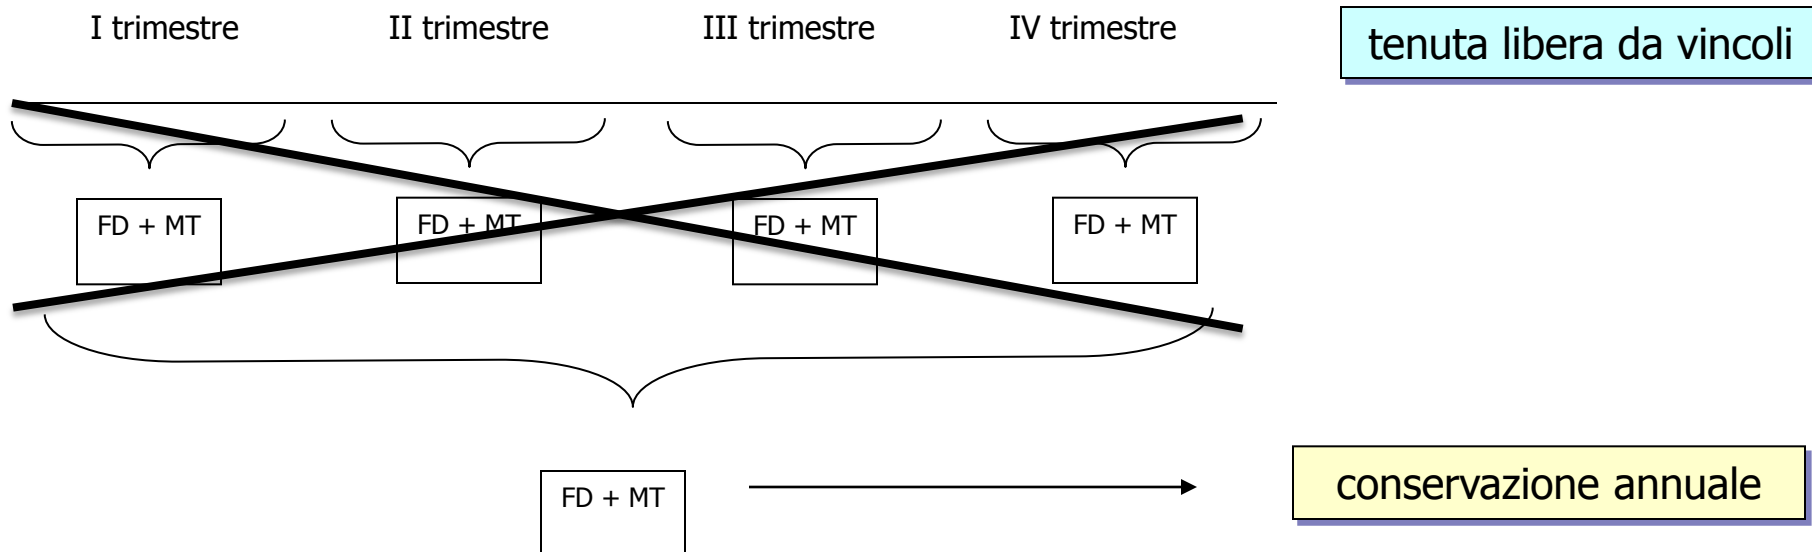 I trimestre II trimestre III trimestre IV trimestre tenuta libera da vincoli
FD + MT FD + MT FD + MT FD + MT
FD + MT conservazione annuale